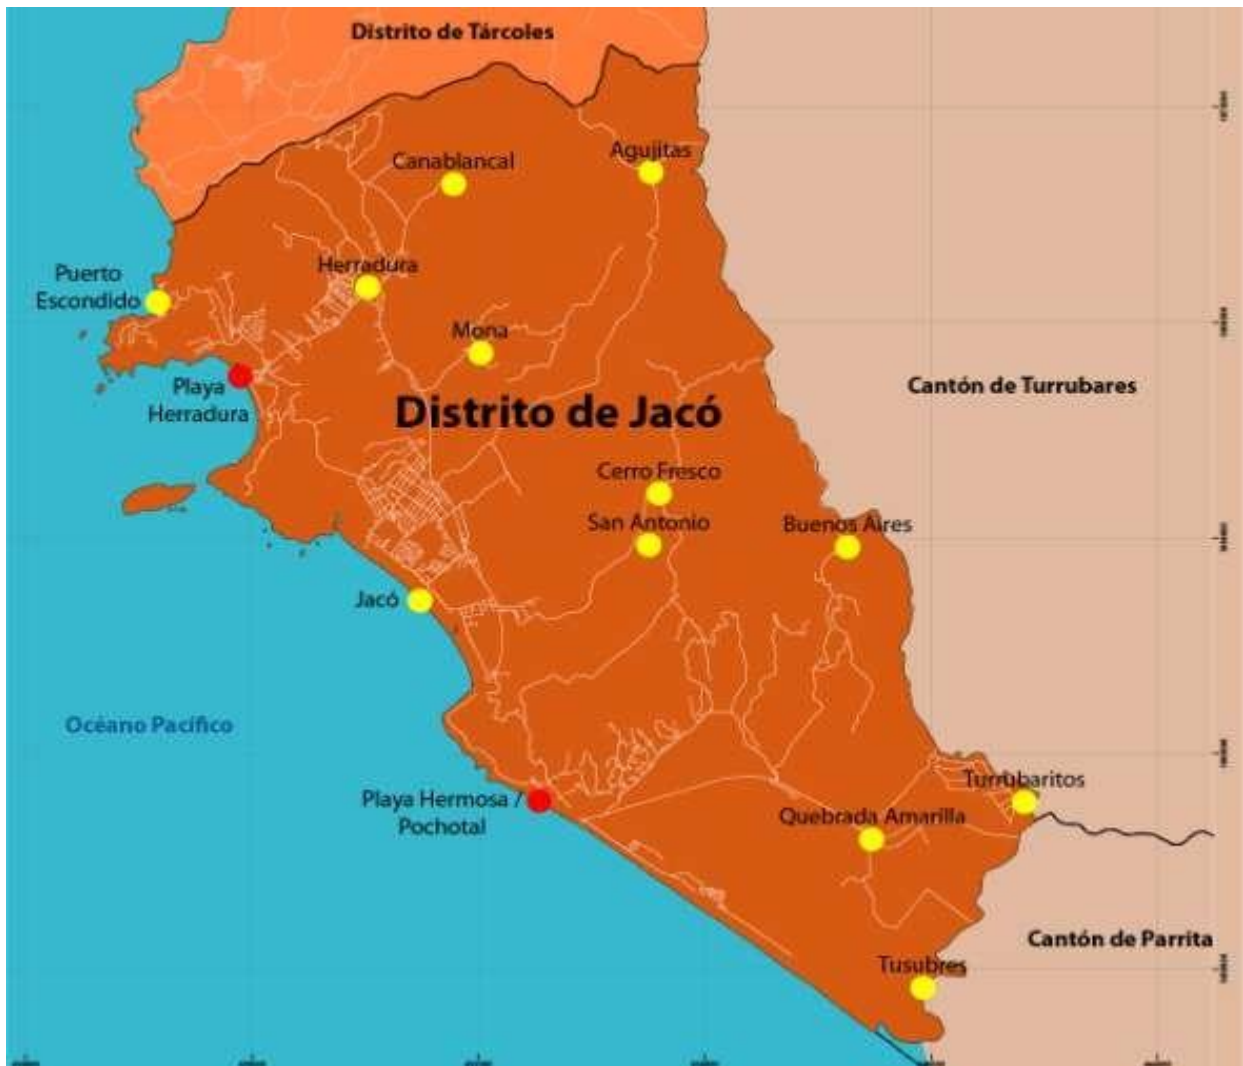 Distrito de Tárcoles
Canablancal
Agujitas
Herradura
Puerto
Escondido
Mona
Playa
Herradura
Cantón de Turrubares
Distrito de Jacó
Cerro Fresco
San Antonio
Buenos Aires
Jacó
Océano Pacífico
Turrubaritos
Playa Hermosa /
Pochotal
Quebrada Amarilla
Cantón de Parrita
Tusubres